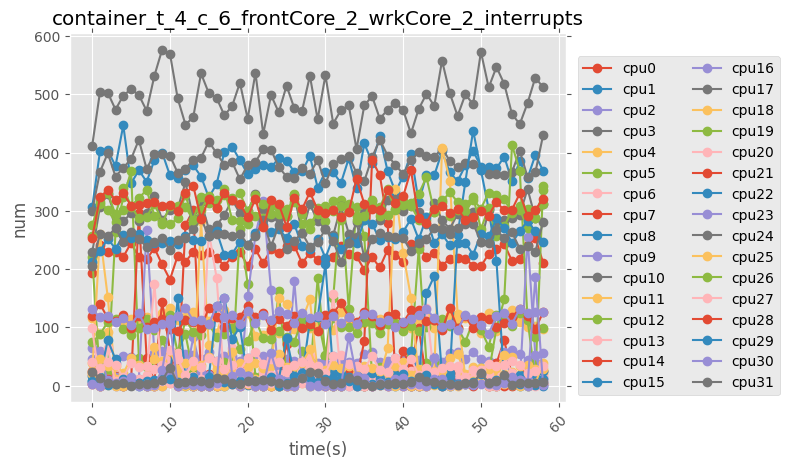 container_t_4_c_6_frontCore_2_wrkCore_2_interrupts
600
500
400
300
200
100
0
num
0
10
20
30
40
50
60
time(s)
cpu0
cpu1
cpu2
cpu3
cpu4
cpu5
cpu6
cpu7
cpu8
cpu9
cpu10
cpu11
cpu12
cpu13
cpu14
cpu15
cpu16
cpu17
cpu18
cpu19
cpu20
cpu21
cpu22
cpu23
cpu24
cpu25
cpu26
cpu27
cpu28
cpu29
cpu30
cpu31